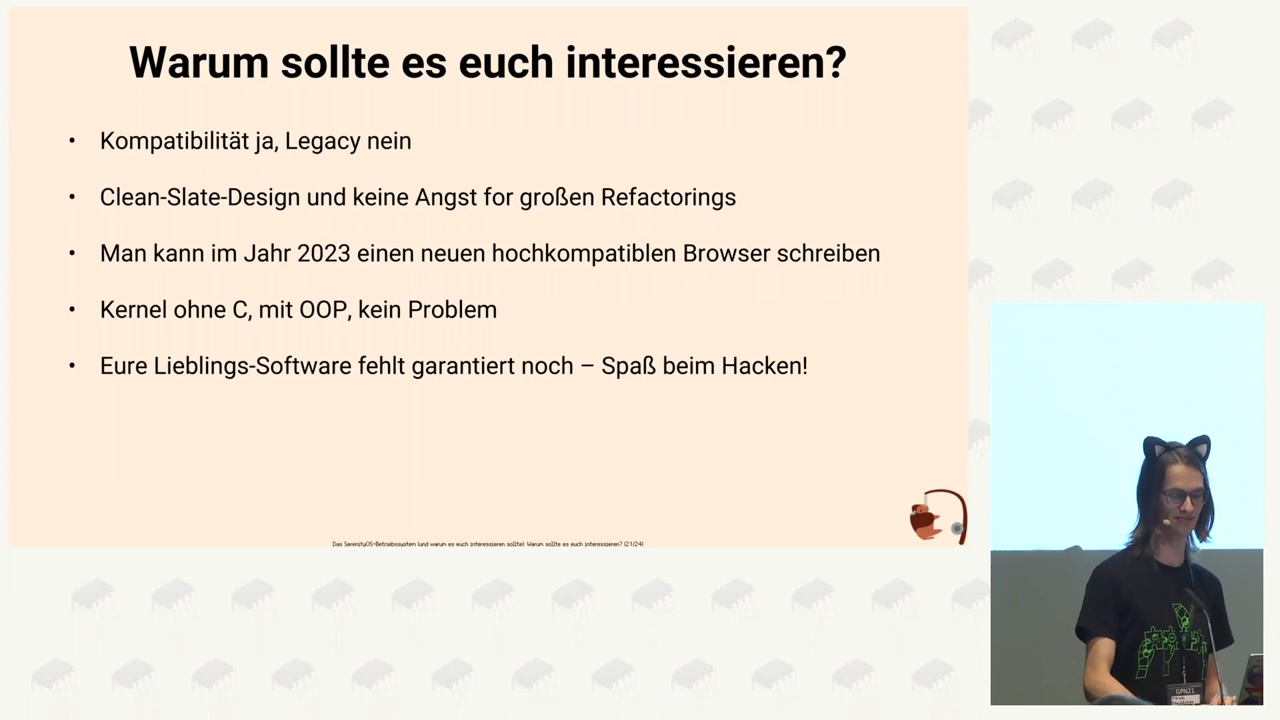 Warum sollte es euch interessieren?
• Kompatibilität ja, Legacy nein
• Clean-Slate-Design und keine Angst for großen Refactorings
• Man kann im Jahr 2023 einen neuen hochkompatiblen Browser schreiben
• Kernel ohne C, mit OOP, kein Problem
• Eure Lieblings-Software fehlt garantiert noch – Spaß beim Hacken!
Das SerenityOS-Betriebssystem (und warum es euch interessieren sollte): Warum sollte es euch interessieren? (21/24)
GPN21